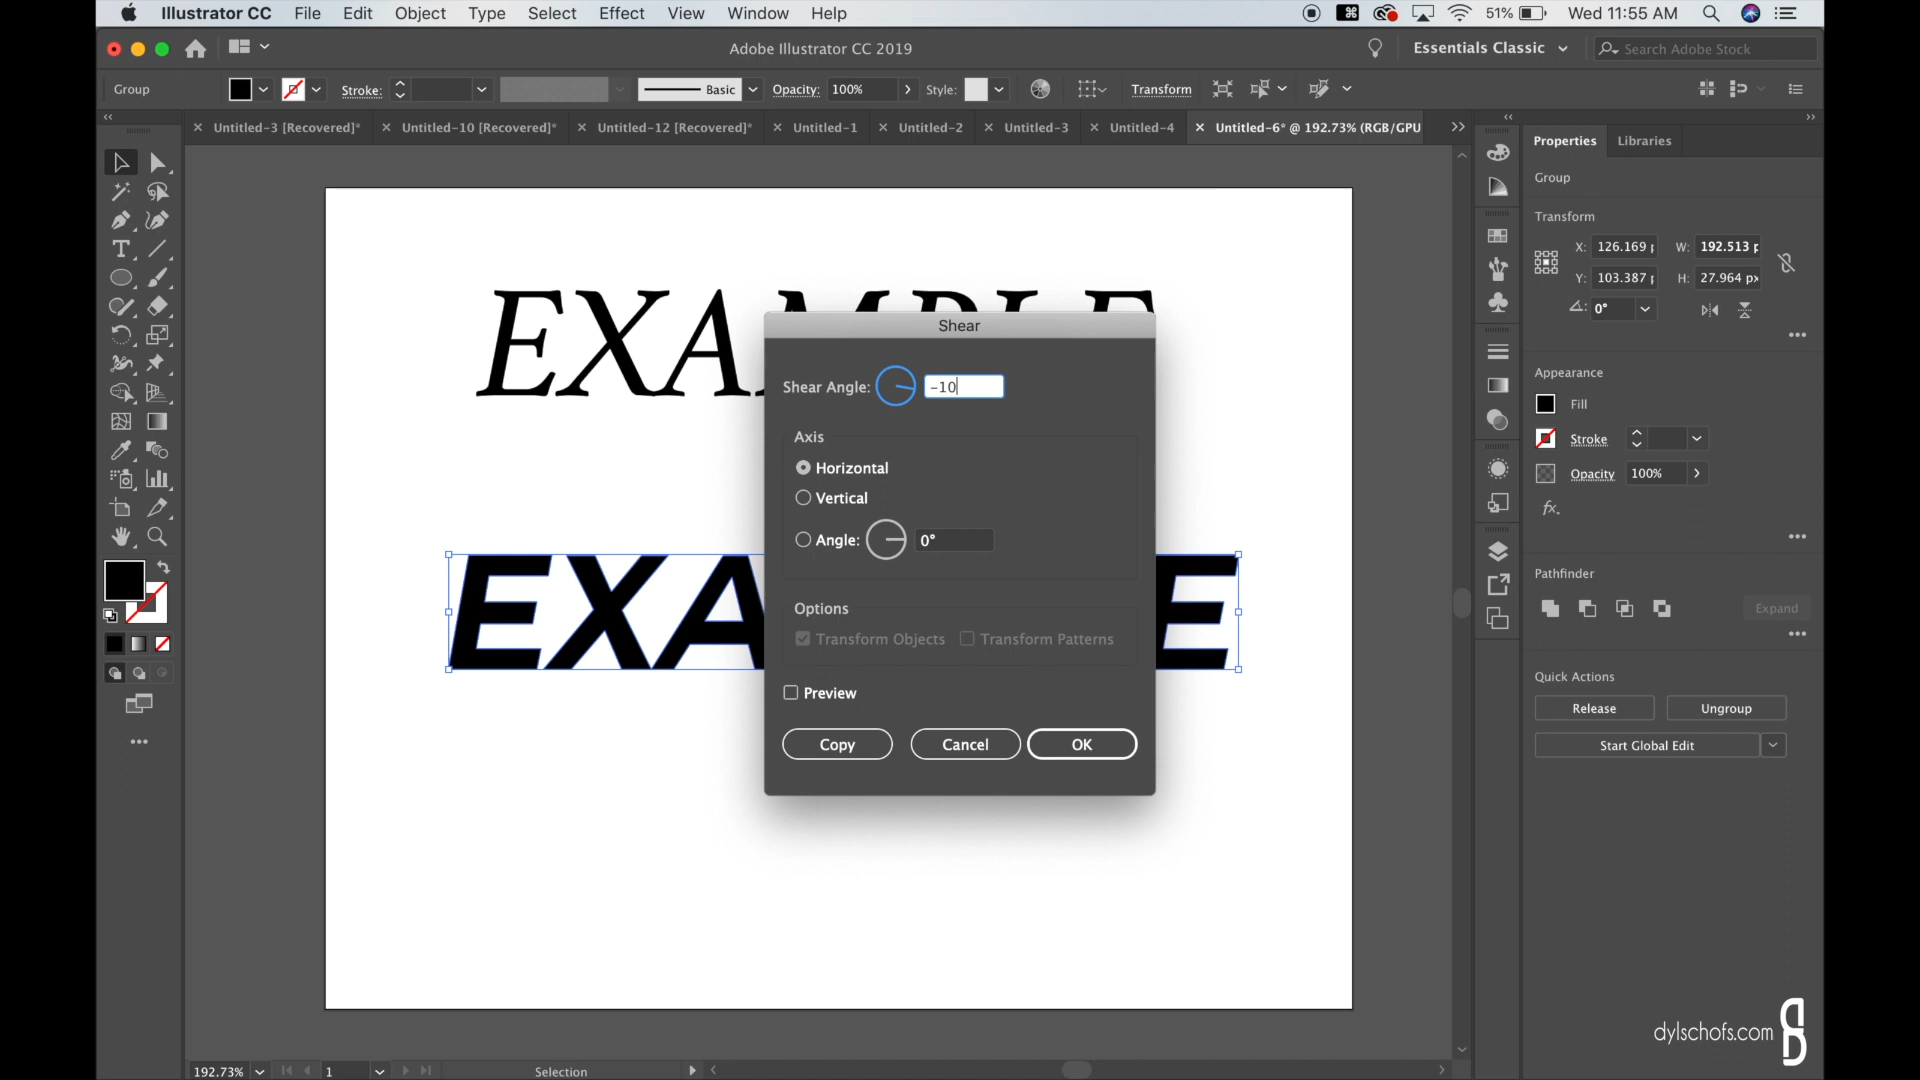 Illustrator CC File Edit Object Type Select Effect View Window Help 51% Wed 11:55 AM
Adobe Illustrator CC 2019 Essentials Classic Search Adobe Stock
Group Stroke: Basic Opacity: 100% Style: Transform
Untitled-3 [Recovered]* Untitled-10 [Recovered]* Untitled-12 [Recovered]* Untitled-1 Untitled-2 Untitled-3 Untitled-4 Untitled-6* @ 192.73% (RGB/GPU
Properties Libraries
Group
Transform
X: 126.169 p W: 192.513 p
Y: 103.387 p H: 27.964 px
0°
Appearance
Fill
Stroke
Opacity 100%
fx.
Pathfinder
Expand
Quick Actions
Release Ungroup
Start Global Edit
EXAMPLE
EXA E
Shear
Shear Angle: -10
Axis
Horizontal
Vertical
Angle: 0°
Options
Transform Objects Transform Patterns
Preview
Copy Cancel OK
dylschofs.com
192.73% 1 Selection